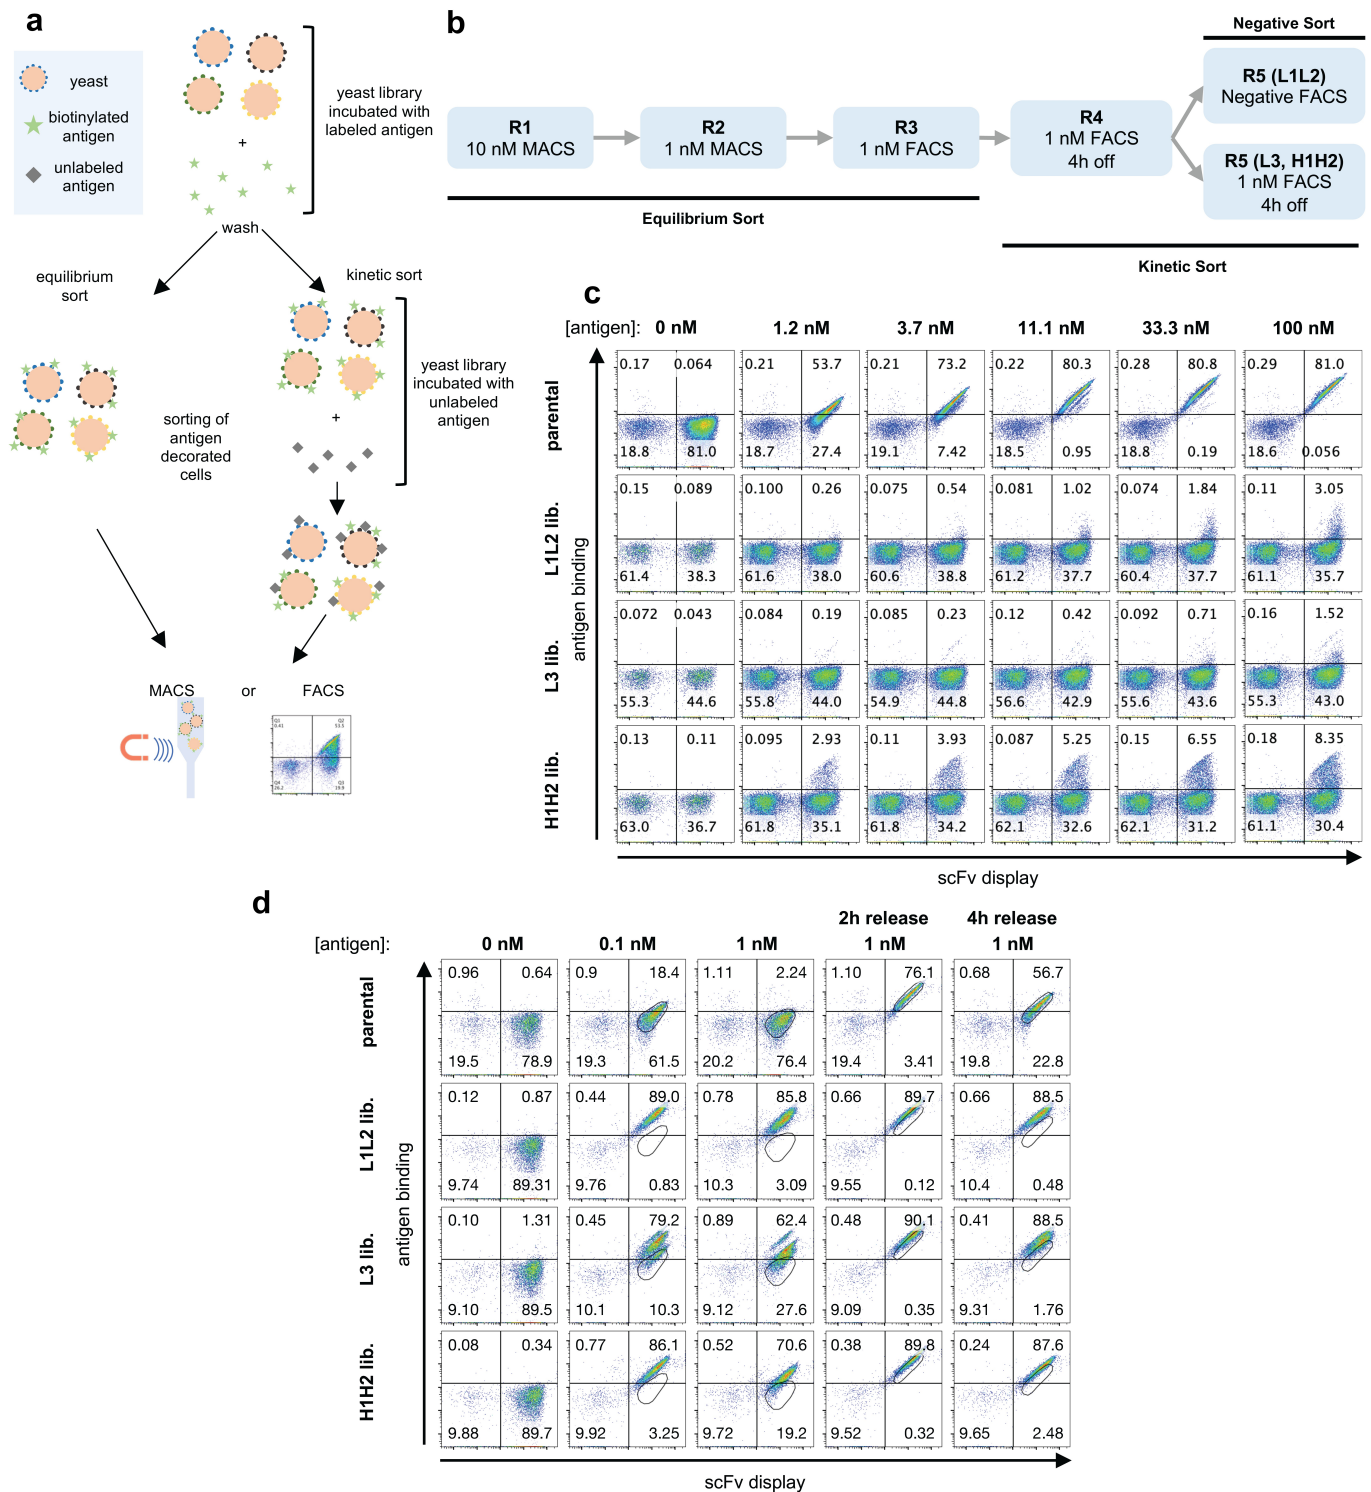 a
yeast
biotinylated
antigen
unlabeled
antigen
yeast library
incubated with
labeled antigen
+
wash
equilibrium
sort
kinetic sort
yeast library
incubated with
unlabeled
antigen
+
sorting of
antigen
decorated
cells
MACS or FACS
b
Negative Sort
R1
10 nM MACS
R2
1 nM MACS
R3
1 nM FACS
R4
1 nM FACS
4h off
R5 (L1L2)
Negative FACS
R5 (L3, H1H2)
1 nM FACS
4h off
Equilibrium Sort
Kinetic Sort
c
[antigen]: 0 nM 1.2 nM 3.7 nM 11.1 nM 33.3 nM 100 nM
antigen binding
parental
0.17 0.064 0.21 53.7 0.21 73.2 0.22 80.3 0.28 80.8 0.29 81.0
18.8 81.0 18.7 27.4 19.1 7.42 18.5 0.95 18.8 0.19 18.6 0.056
L1L2 lib.
0.15 0.089 0.100 0.26 0.075 0.54 0.081 1.02 0.074 1.84 0.11 3.05
61.4 38.3 61.6 38.0 60.6 38.8 61.2 37.7 60.4 37.7 61.1 35.7
L3 lib.
0.072 0.043 0.084 0.19 0.085 0.23 0.12 0.42 0.092 0.71 0.16 1.52
55.3 44.6 55.8 44.0 54.9 44.8 56.6 42.9 55.6 43.6 55.3 43.0
H1H2 lib.
0.13 0.11 0.095 2.93 0.11 3.93 0.087 5.25 0.15 6.55 0.18 8.35
63.0 36.7 61.8 35.1 61.8 34.2 62.1 32.6 62.1 31.2 61.1 30.4
scFv display
d
2h release 4h release
[antigen]: 0 nM 0.1 nM 1 nM 1 nM 1 nM
antigen binding
parental
0.96 0.64 0.9 18.4 1.11 2.24 1.10 76.1 0.68 56.7
19.5 78.9 19.3 61.5 20.2 76.4 19.4 3.41 19.8 22.8
L1L2 lib.
0.12 0.87 0.44 89.0 0.78 85.8 0.66 89.7 0.66 88.5
9.74 89.31 9.76 0.83 10.3 3.09 9.55 0.12 10.4 0.48
L3 lib.
0.10 1.31 0.45 79.2 0.89 62.4 0.48 90.1 0.41 88.5
9.10 89.5 10.1 10.3 9.12 27.6 9.09 0.35 9.31 1.76
H1H2 lib.
0.08 0.34 0.77 86.1 0.52 70.6 0.38 89.8 0.24 87.6
9.88 89.7 9.92 3.25 9.72 19.2 9.52 0.32 9.65 2.48
scFv display